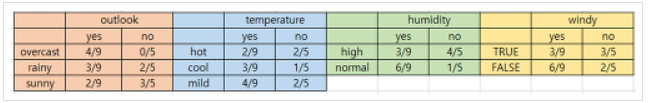 outlook temperature humidity windy
yes no yes no yes no yes no
overcast 4/9 0/5 hot 2/9 2/5 high 3/9 4/5 TRUE 3/9 3/5
rainy 3/9 2/5 cool 3/9 1/5 normal 6/9 1/5 FALSE 6/9 2/5
sunny 2/9 3/5 mild 4/9 2/5